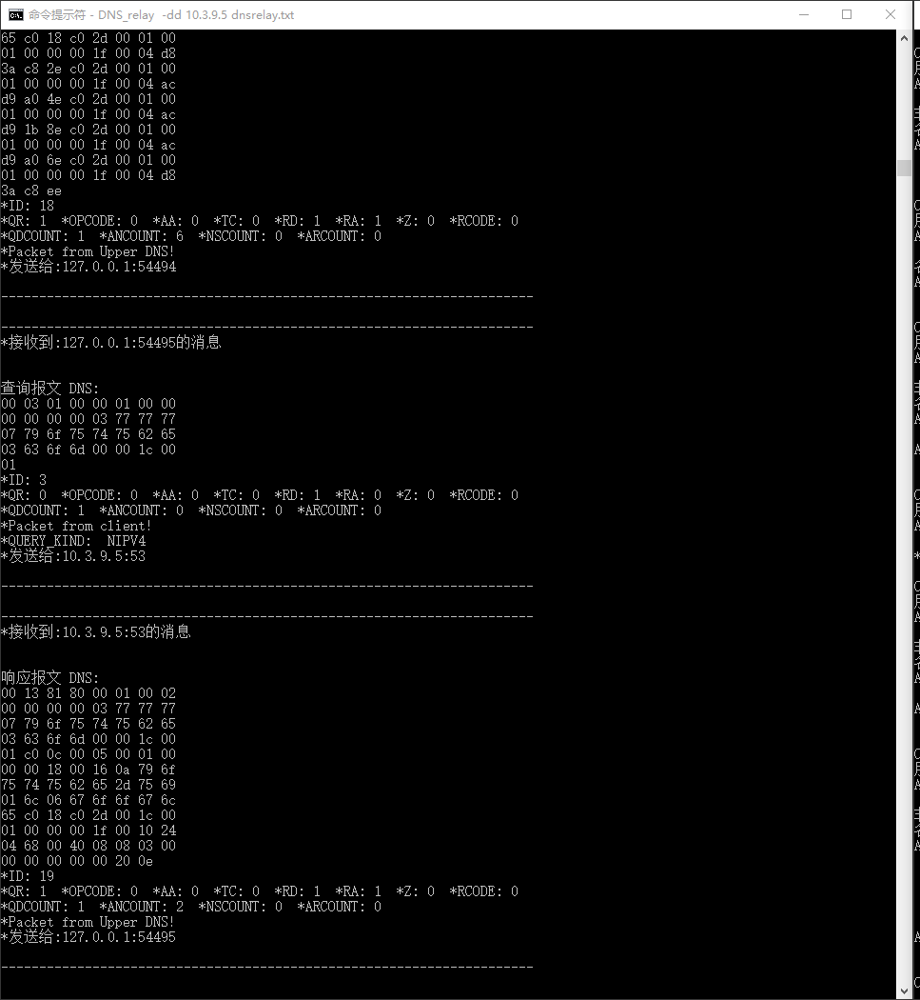 命令提示符 - DNS_relay -dd 10.3.9.5 dnsrelay.txt
65 c0 18 c0 2d 00 01 00
01 00 00 00 1f 00 04 d8
3a c8 2e c0 2d 00 01 00
01 00 00 00 1f 00 04 ac
d9 a0 4e c0 2d 00 01 00
01 00 00 00 1f 00 04 ac
d9 1b 8e c0 2d 00 01 00
01 00 00 00 1f 00 04 ac
d9 a0 6e c0 2d 00 01 00
01 00 00 00 1f 00 04 d8
3a c8 ee
*ID: 18
*QR: 1 *OPCODE: 0 *AA: 0 *TC: 0 *RD: 1 *RA: 1 *Z: 0 *RCODE: 0
*QDCOUNT: 1 *ANCOUNT: 6 *NSCOUNT: 0 *ARCOUNT: 0
*Packet from Upper DNS!
*发送给:127.0.0.1:54494
----------------------------------------------------------------------
----------------------------------------------------------------------
*接收到:127.0.0.1:54495的消息
查询报文 DNS:
00 03 01 00 00 01 00 00
00 00 00 00 03 77 77 77
07 79 6f 75 74 75 62 65
03 63 6f 6d 00 00 1c 00
01
*ID: 3
*QR: 0 *OPCODE: 0 *AA: 0 *TC: 0 *RD: 1 *RA: 0 *Z: 0 *RCODE: 0
*QDCOUNT: 1 *ANCOUNT: 0 *NSCOUNT: 0 *ARCOUNT: 0
*Packet from client!
*QUERY_KIND: NIPV4
*发送给:10.3.9.5:53
----------------------------------------------------------------------
----------------------------------------------------------------------
*接收到:10.3.9.5:53的消息
响应报文 DNS:
00 13 81 80 00 01 00 02
00 00 00 00 03 77 77 77
07 79 6f 75 74 75 62 65
03 63 6f 6d 00 00 1c 00
01 c0 0c 00 05 00 01 00
00 00 18 00 16 0a 79 6f
75 74 75 62 65 2d 75 69
01 6c 06 67 6f 6f 67 6c
65 c0 18 c0 2d 00 1c 00
01 00 00 00 1f 00 10 24
04 68 00 40 08 08 03 00
00 00 00 00 00 20 0e
*ID: 19
*QR: 1 *OPCODE: 0 *AA: 0 *TC: 0 *RD: 1 *RA: 1 *Z: 0 *RCODE: 0
*QDCOUNT: 1 *ANCOUNT: 2 *NSCOUNT: 0 *ARCOUNT: 0
*Packet from Upper DNS!
*发送给:127.0.0.1:54495
----------------------------------------------------------------------